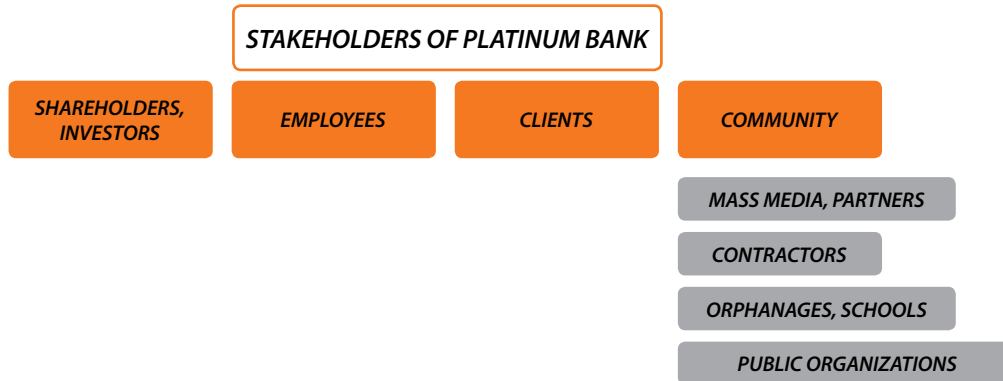 STAKEHOLDERS OF PLATINUM BANK
SHAREHOLDERS,
INVESTORS
EMPLOYEES
CLIENTS
COMMUNITY
MASS MEDIA, PARTNERS
CONTRACTORS
ORPHANAGES, SCHOOLS
PUBLIC ORGANIZATIONS